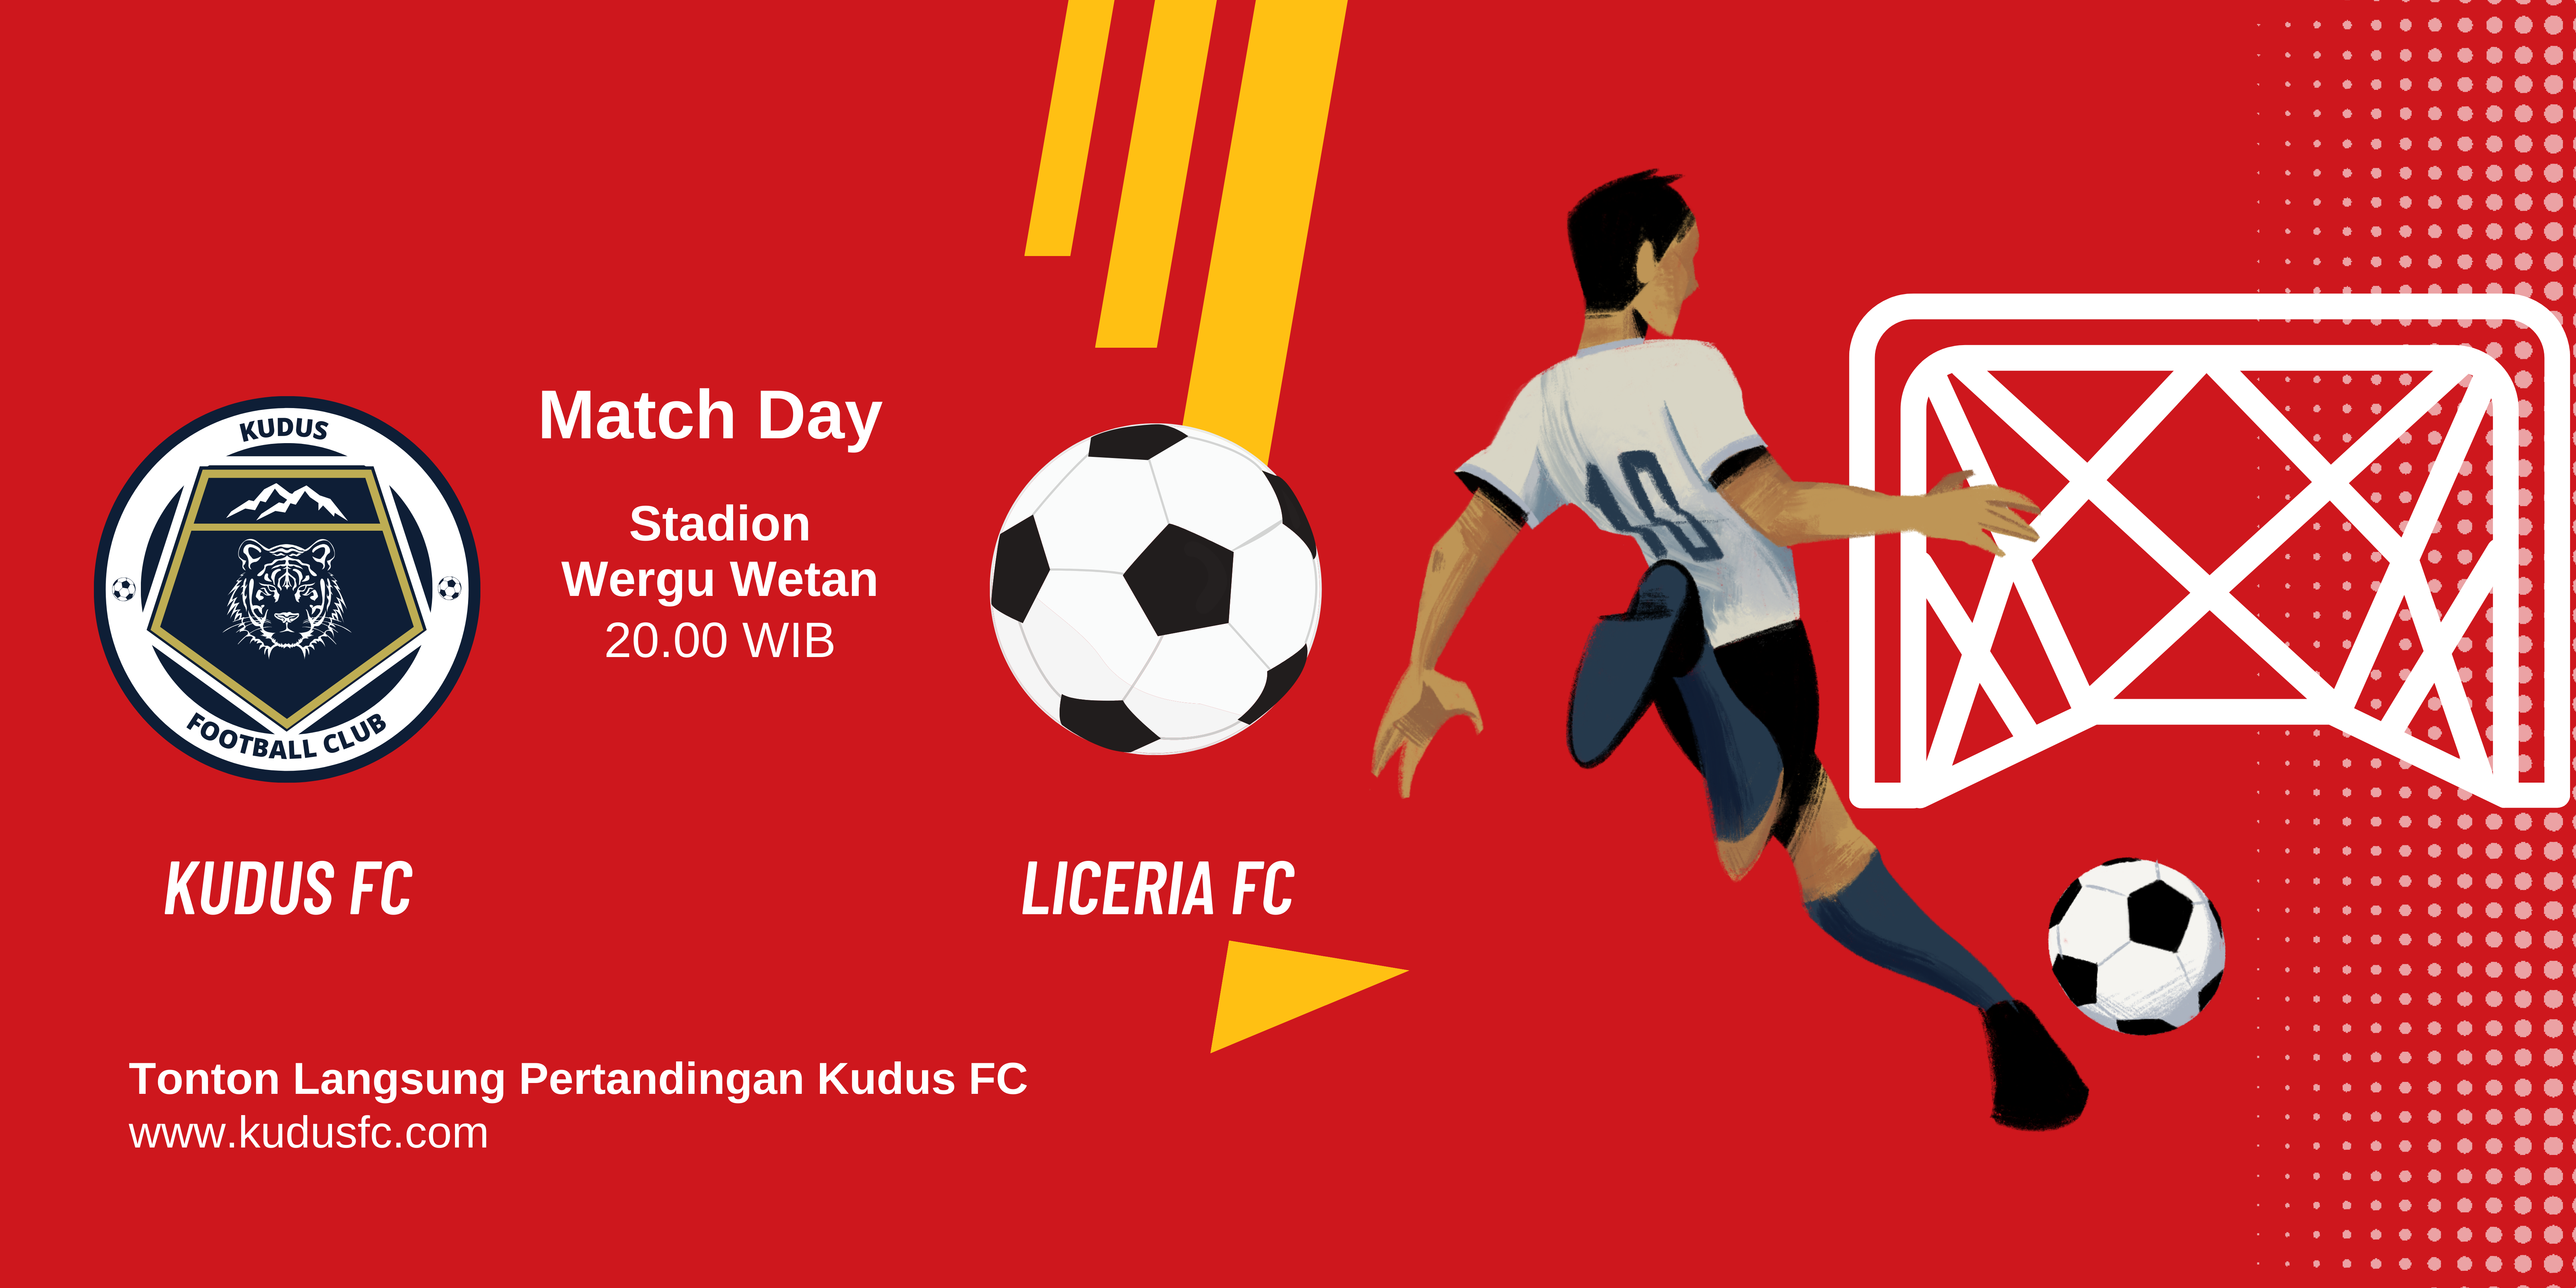 KUDUS
FOOTBALL CLUB
Match Day
Stadion
Wergu Wetan
20.00 WIB
10
KUDUS FC
LICERIA FC
Tonton Langsung Pertandingan Kudus FC
www.kudusfc.com